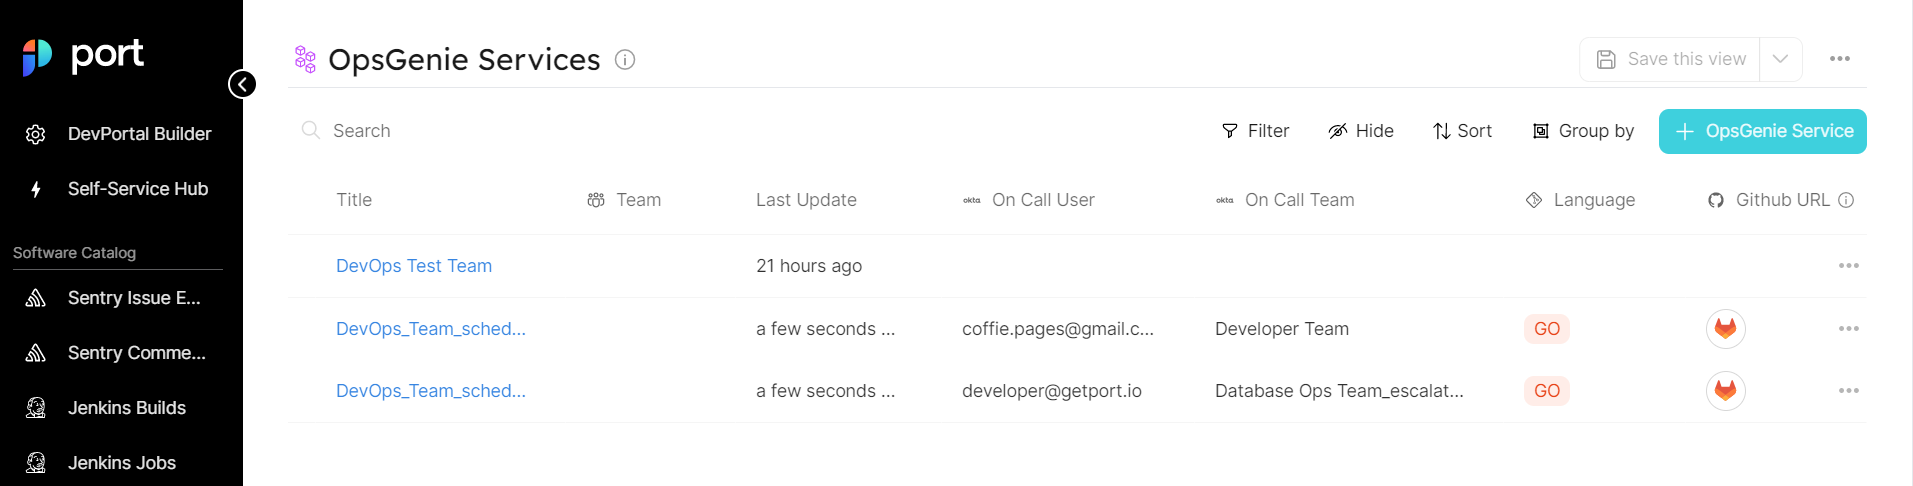 port
DevPortal Builder
Self-Service Hub
Software Catalog
Sentry Issue E...
Sentry Comme...
Jenkins Builds
Jenkins Jobs
OpsGenie Services
Save this view
Search
Filter Hide Sort Group by + OpsGenie Service
Title Team Last Update okta On Call User okta On Call Team Language Github URL
DevOps Test Team 21 hours ago
DevOps_Team_sched... a few seconds ... coffie.pages@gmail.c... Developer Team GO
DevOps_Team_sched... a few seconds ... developer@getport.io Database Ops Team_escalat... GO